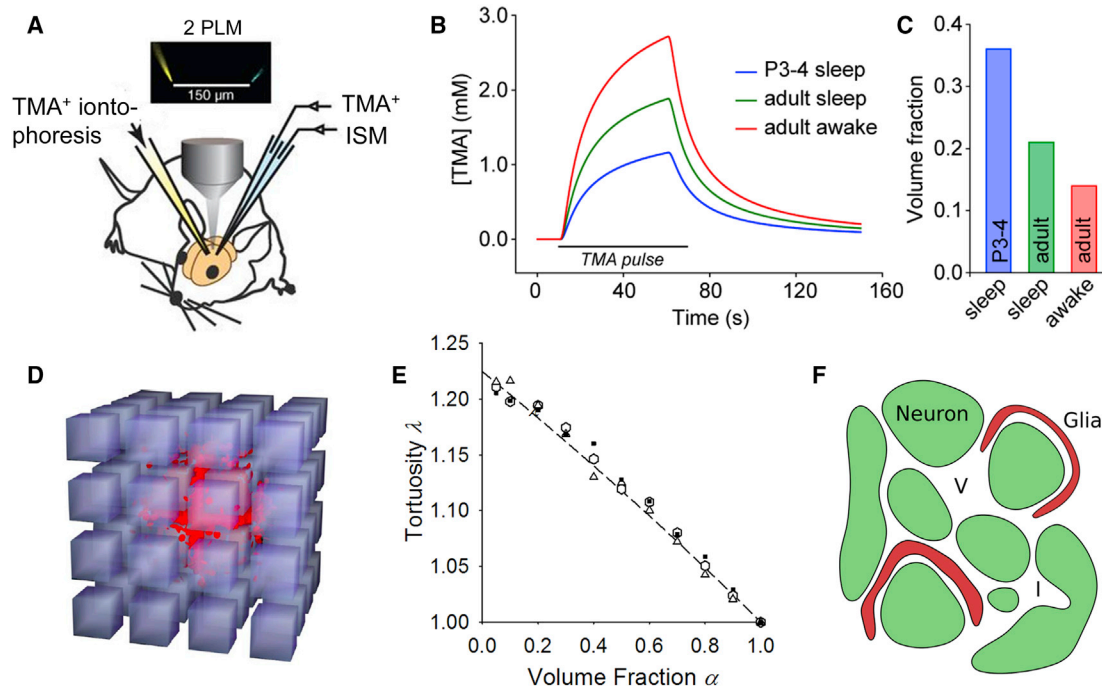 A
2 PLM
150 µm
TMA+ ionto-
phoresis
TMA+
ISM
B
[TMA] (mM)
3.0
2.0
1.0
0.0
P3-4 sleep
adult sleep
adult awake
TMA pulse
0
40
80
120
160
Time (s)
C
Volume fraction
0.4
0.3
0.2
0.1
0.0
P3-4
adult
adult
sleep
sleep
awake
D
E
Tortuosity λ
1.25
1.20
1.15
1.10
1.05
1.00
0.0
0.2
0.4
0.6
0.8
1.0
Volume Fraction α
F
Neuron
Glia
V
I